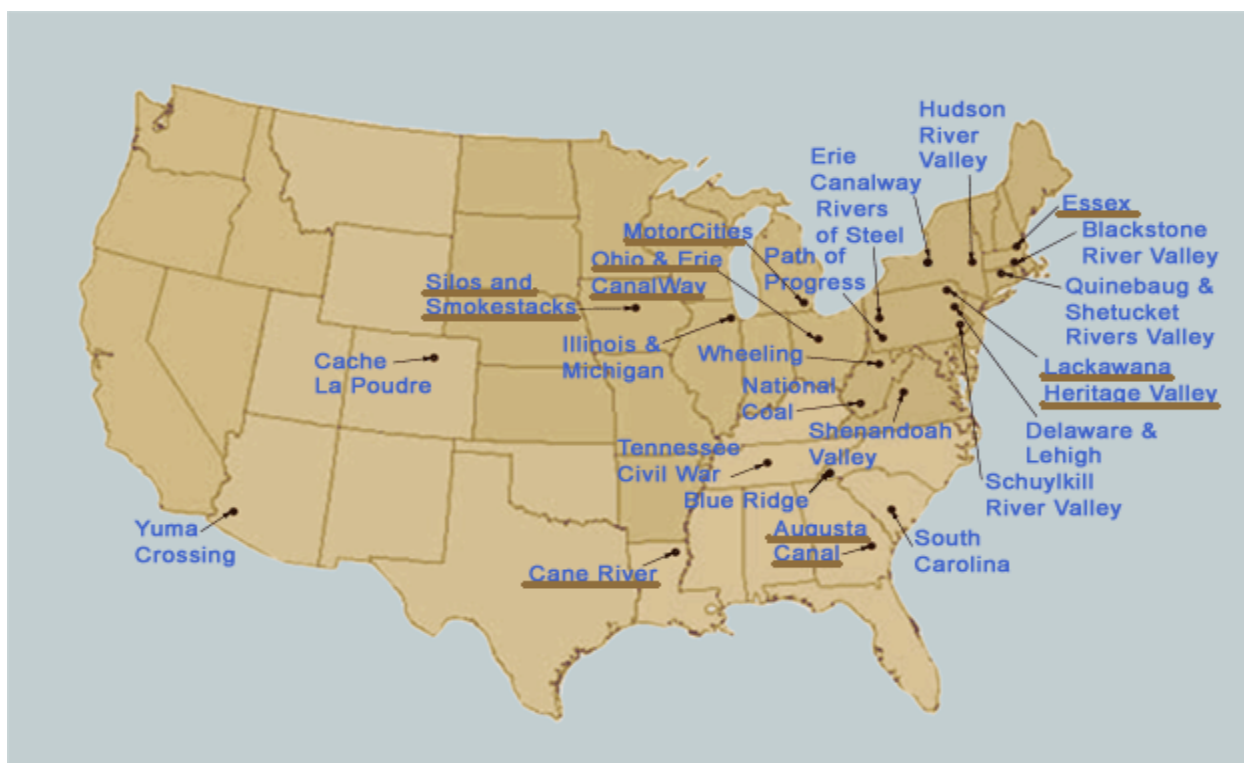 Hudson
River
Valley
Erie
Canalway
Rivers
of Steel
Essex
MotorCitles
Blackstone
River Valley
Ohio & Erie
CanalWay
Path of
Progress
Silos and
Smokestacks
Quinebaug &
Shetucket
Rivers Valley
Illinois &
Michigan
Wheeling
Cache
La Poudre
Lackawana
Heritage Valley
National
Coal
Shenandoah
Valley
Delaware &
Lehigh
Tennessee
Civil War
Blue Ridge
Schuylkill
River Valley
Yuma
Crossing
Augusta
Canal
South
Carolina
Cane River